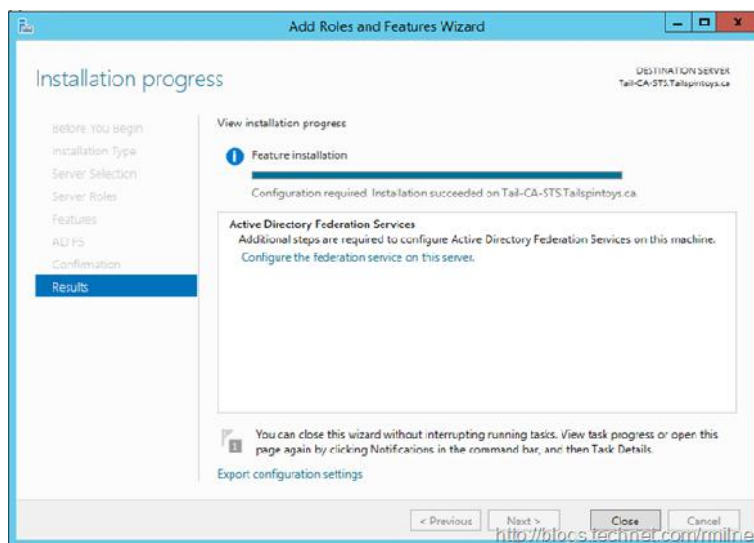 Add Roles and Features Wizard
Installation progress
DESTINATION SERVER
Tail-CA-STS.Tailspintoys.ca
Before You Begin
Installation Type
Server Selection
Server Roles
Features
AD FS
Confirmation
Results
View installation progress
Feature installation
Configuration required. Installation succeeded on Tail-CA-STS.Tailspintoys.ca.
Active Directory Federation Services
Additional steps are required to configure Active Directory Federation Services on this machine.
Configure the federation service on this server.
1
You can close this wizard without interrupting running tasks. View task progress or open this
page again by clicking Notifications in the command bar, and then Task Details.
Export configuration settings
< Previous
Next >
Close
Cancel
http://blogs.technet.com/rmilne